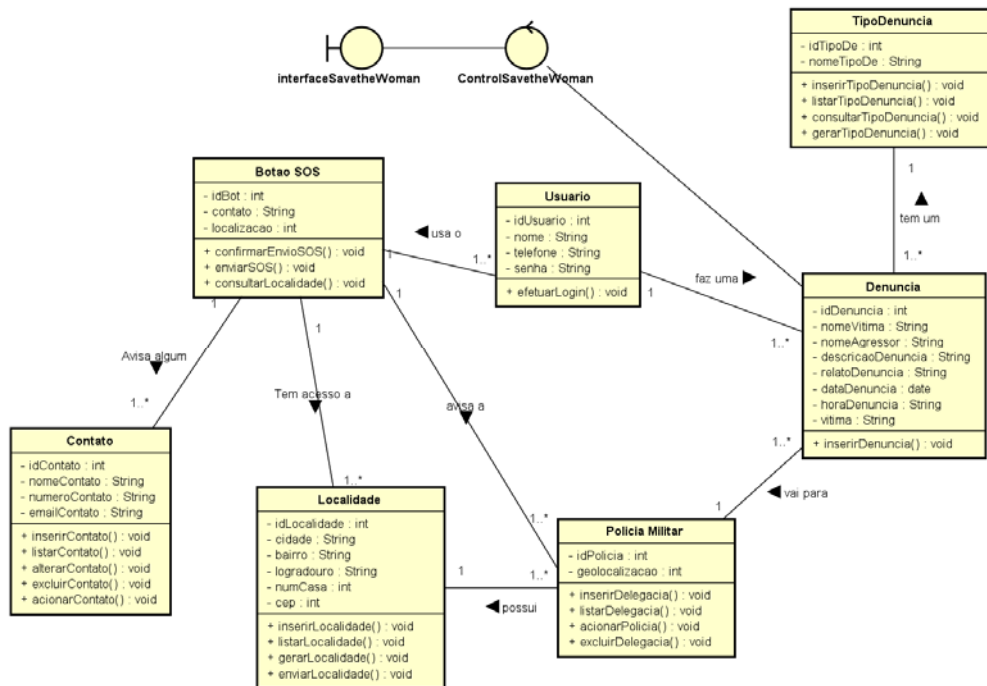 interfaceSavetheWoman
ControlSavetheWoman
TipoDenuncia
- idTipoDe : int
- nomeTipoDe : String
+ inserirTipoDenuncia() : void
+ listarTipoDenuncia() : void
+ consultarTipoDenuncia() : void
+ gerarTipoDenuncia() : void
1
tem um
1..*
Botao SOS
- idBot : int
- contato : String
- localizacao : int
+ confirmarEnvioSOS() : void
+ enviarSOS() : void
+ consultarLocalidade() : void
usa o
1
1..*
Usuario
- idUsuario : int
- nome : String
- telefone : String
- senha : String
+ efetuarLogin() : void
faz uma
1
1..*
Denuncia
- idDenuncia : int
- nomeVitima : String
- nomeAgressor : String
- descricaoDenuncia : String
- relatoDenuncia : String
- dataDenuncia : date
- horaDenuncia : String
- vitima : String
+ inserirDenuncia() : void
1
Avisa algum
1..*
1
Tem acesso a
1..*
1
avisa a
1..*
1..*
vai para
1
Contato
- idContato : int
- nomeContato : String
- numeroContato : String
- emailContato : String
+ inserirContato() : void
+ listarContato() : void
+ alterarContato() : void
+ excluirContato() : void
+ acionarContato() : void
Localidade
- idLocalidade : int
- cidade : String
- bairro : String
- logradouro : String
- numCasa : int
- cep : int
+ inserirLocalidade() : void
+ listarLocalidade() : void
+ gerarLocalidade() : void
+ enviarLocalidade() : void
1
1..*
possui
Policia Militar
- idPolicia : int
- geolocalizacao : int
+ inserirDelegacia() : void
+ listarDelegacia() : void
+ acionarPolicia() : void
+ excluirDelegacia() : void